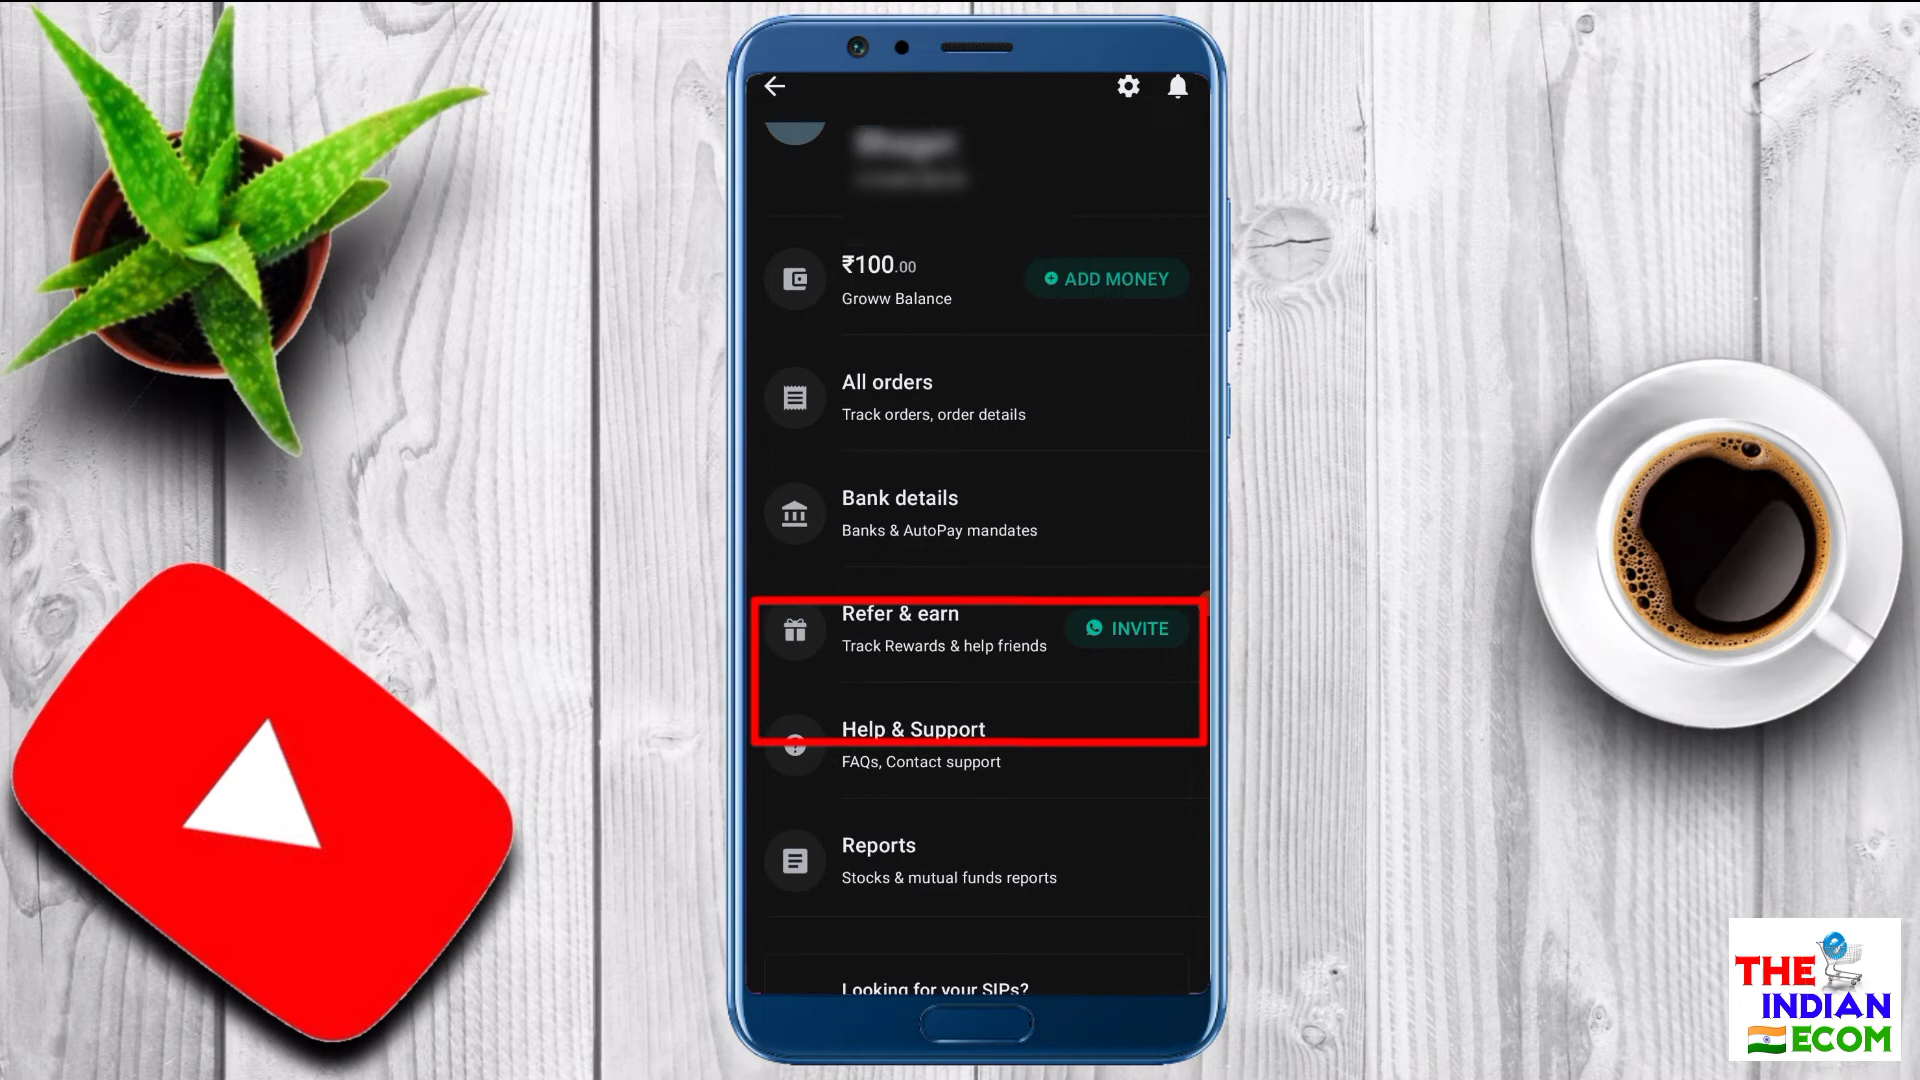 ₹100.00
Groww Balance
ADD MONEY
All orders
Track orders, order details
Bank details
Banks & AutoPay mandates
Refer & earn
Track Rewards & help friends
INVITE
Help & Support
FAQs, Contact support
Reports
Stocks & mutual funds reports
Looking for your SIPs?
THE
INDIAN
ECOM